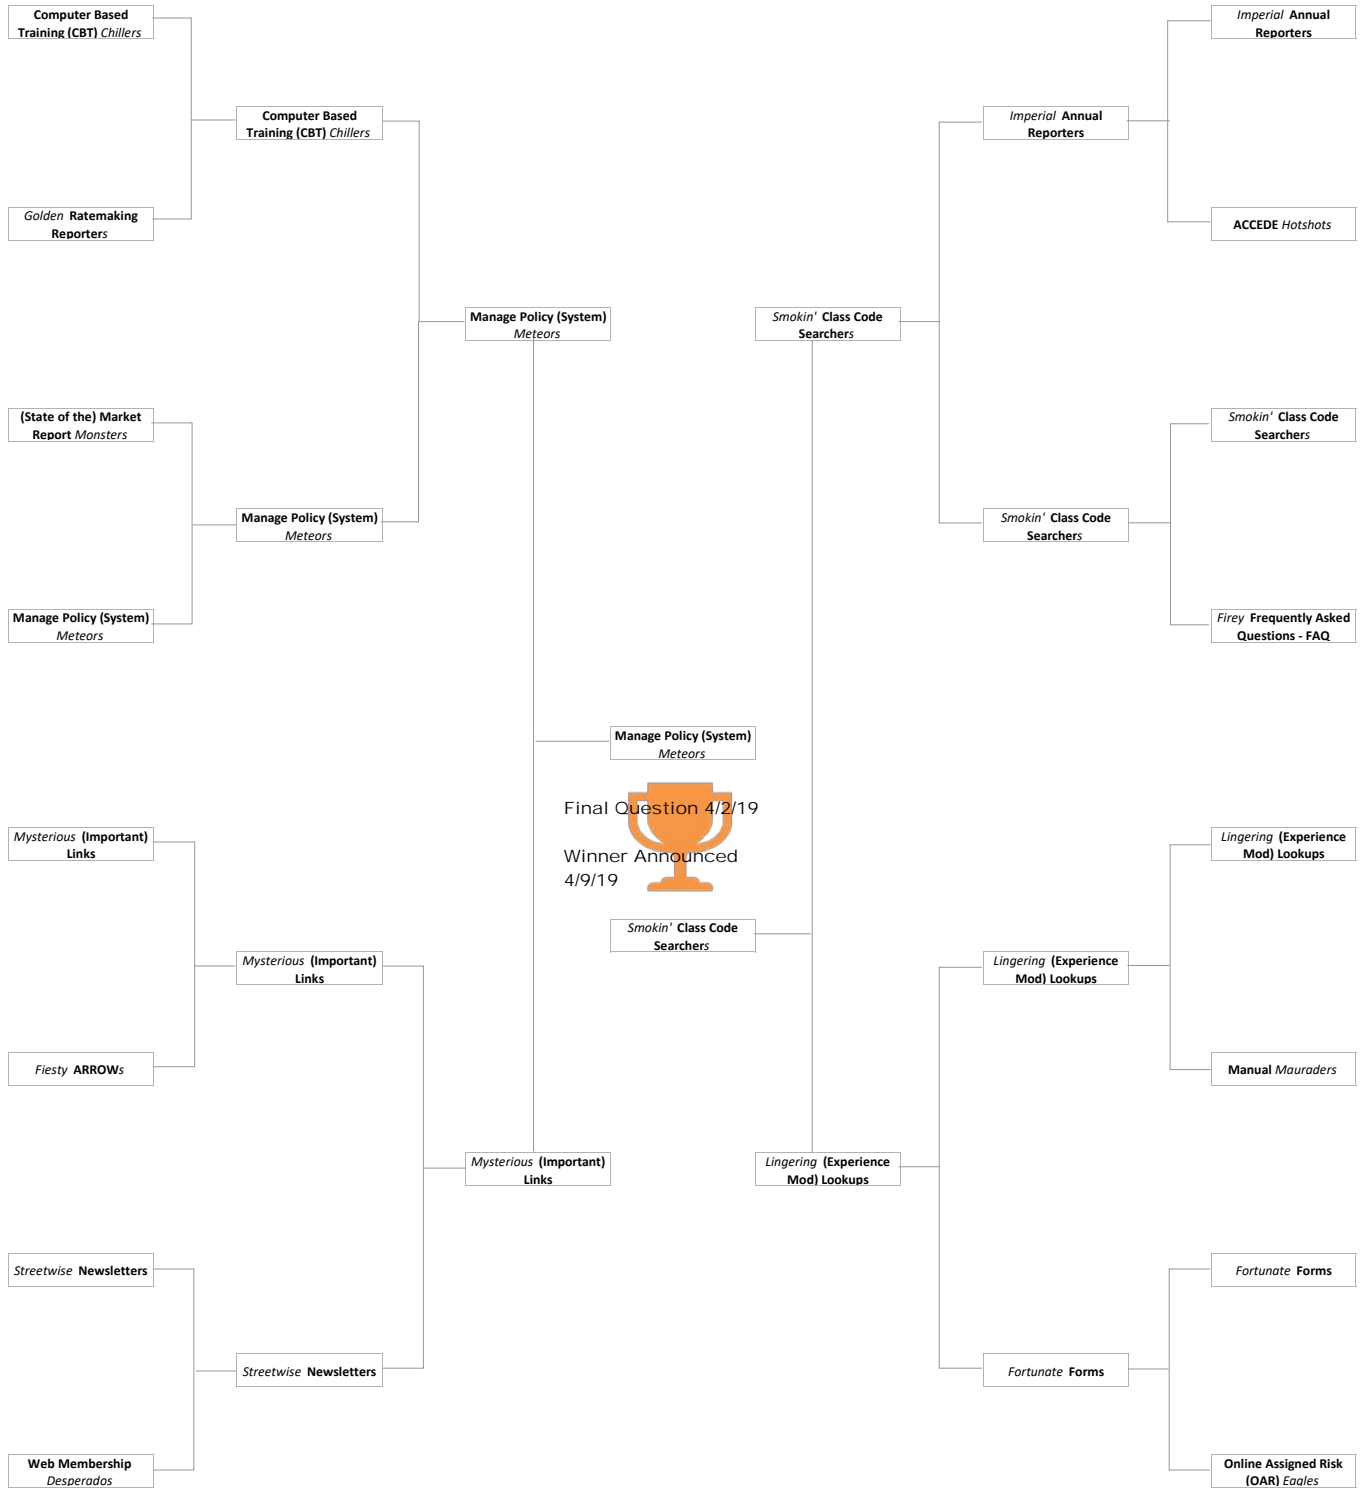 Computer Based
Training (CBT) Chillers
Imperial Annual
Reporters
Computer Based
Training (CBT) Chillers
Imperial Annual
Reporters
Golden Ratemaking
Reporters
ACCEDE Hotshots
Manage Policy (System)
Meteors
Smokin' Class Code
Searchers
(State of the) Market
Report Monsters
Smokin' Class Code
Searchers
Manage Policy (System)
Meteors
Smokin' Class Code
Searchers
Manage Policy (System)
Meteors
Firey Frequently Asked
Questions - FAQ
Manage Policy (System)
Meteors
Final Question 4/2/19
Winner Announced
4/9/19
Mysterious (Important)
Links
Lingering (Experience
Mod) Lookups
Smokin' Class Code
Searchers
Mysterious (Important)
Links
Lingering (Experience
Mod) Lookups
Fiesty ARROWs
Manual Mauraders
Mysterious (Important)
Links
Lingering (Experience
Mod) Lookups
Streetwise Newsletters
Fortunate Forms
Streetwise Newsletters
Fortunate Forms
Web Membership
Desperados
Online Assigned Risk
(OAR) Eagles